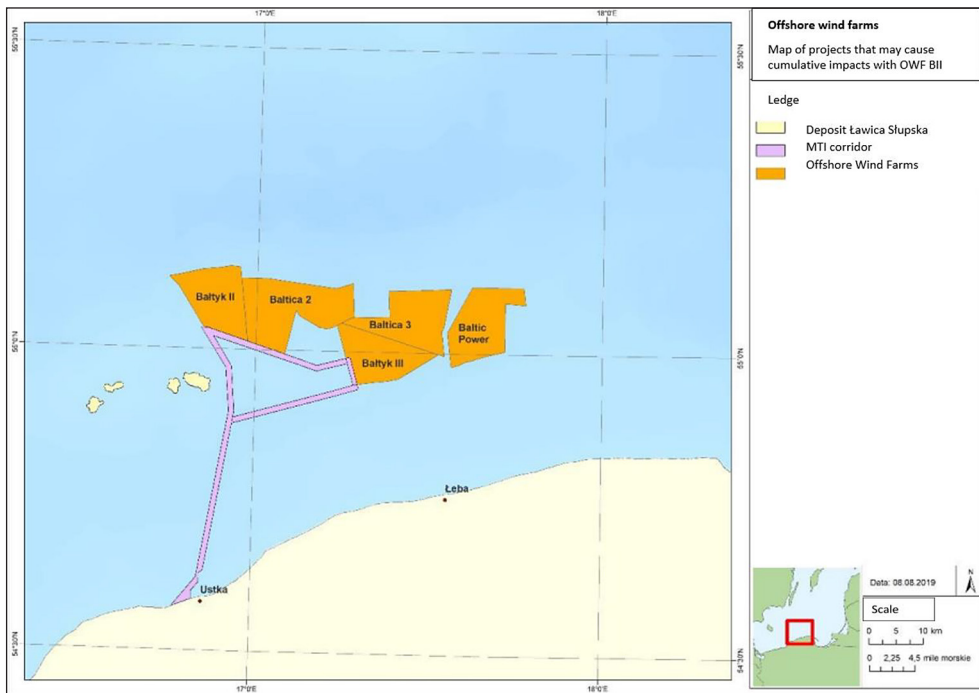 17°0'E
18°0'E
55°30'N
55°30'N
Bałtyk II
Baltica 2
Baltica 3
Baltic
Power
Bałtyk III
55°0'N
55°0'N
Łeba
Ustka
54°30'N
54°30'N
17°0'E
18°0'E
Offshore wind farms
Map of projects that may cause
cumulative impacts with OWF BII
Ledge
Deposit Ławica Słupska
MTI corridor
Offshore Wind Farms
Data: 08.08.2019
N
Scale
0 5 10 km
0 2,25 4,5 mile morskie